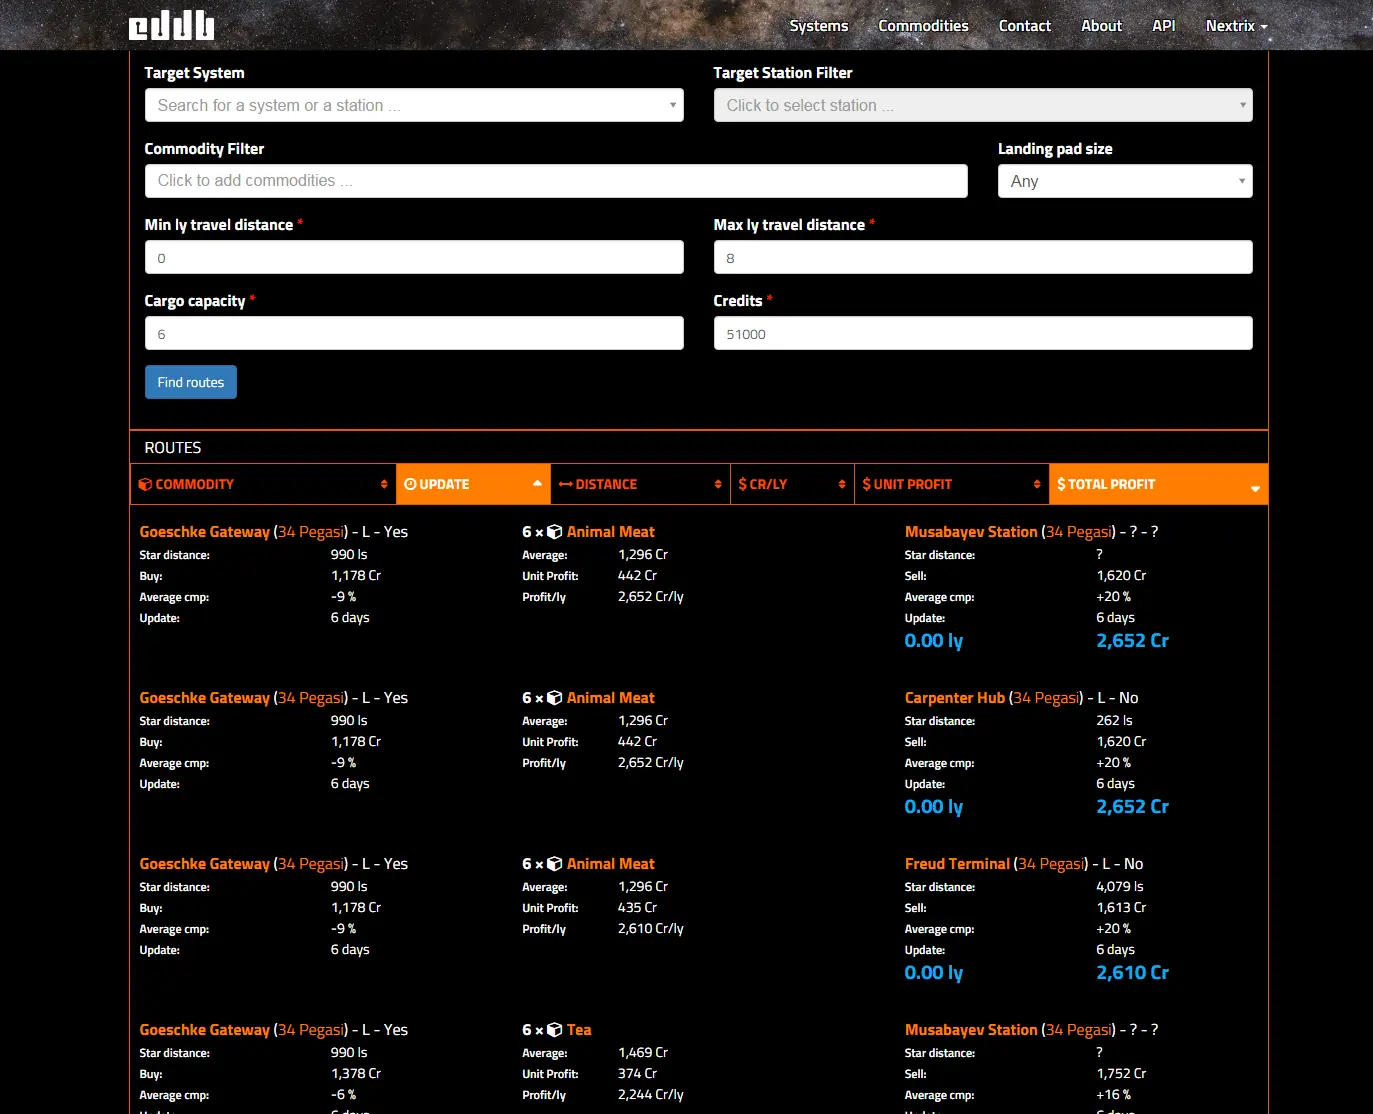 eddb
Systems Commodities Contact About API Nextrix
Target System Target Station Filter
Search for a system or a station ... Click to select station ...
Commodity Filter Landing pad size
Click to add commodities ... Any
Min ly travel distance * Max ly travel distance *
0 8
Cargo capacity * Credits *
6 51000
Find routes
ROUTES
COMMODITY UPDATE DISTANCE $ CR/LY $ UNIT PROFIT $ TOTAL PROFIT
Goeschke Gateway (34 Pegasi) - L - Yes 6 × Animal Meat Musabayev Station (34 Pegasi) - ? - ?
Star distance: 990 ls Average: 1,296 Cr Star distance: ?
Buy: 1,178 Cr Unit Profit: 442 Cr Sell: 1,620 Cr
Average cmp: -9 % Profit/ly 2,652 Cr/ly Average cmp: +20 %
Update: 6 days Update: 6 days
0.00 ly 2,652 Cr
Goeschke Gateway (34 Pegasi) - L - Yes 6 × Animal Meat Carpenter Hub (34 Pegasi) - L - No
Star distance: 990 ls Average: 1,296 Cr Star distance: 262 ls
Buy: 1,178 Cr Unit Profit: 442 Cr Sell: 1,620 Cr
Average cmp: -9 % Profit/ly 2,652 Cr/ly Average cmp: +20 %
Update: 6 days Update: 6 days
0.00 ly 2,652 Cr
Goeschke Gateway (34 Pegasi) - L - Yes 6 × Animal Meat Freud Terminal (34 Pegasi) - L - No
Star distance: 990 ls Average: 1,296 Cr Star distance: 4,079 ls
Buy: 1,178 Cr Unit Profit: 435 Cr Sell: 1,613 Cr
Average cmp: -9 % Profit/ly 2,610 Cr/ly Average cmp: +20 %
Update: 6 days Update: 6 days
0.00 ly 2,610 Cr
Goeschke Gateway (34 Pegasi) - L - Yes 6 × Tea Musabayev Station (34 Pegasi) - ? - ?
Star distance: 990 ls Average: 1,469 Cr Star distance: ?
Buy: 1,378 Cr Unit Profit: 374 Cr Sell: 1,752 Cr
Average cmp: -6 % Profit/ly 2,244 Cr/ly Average cmp: +16 %